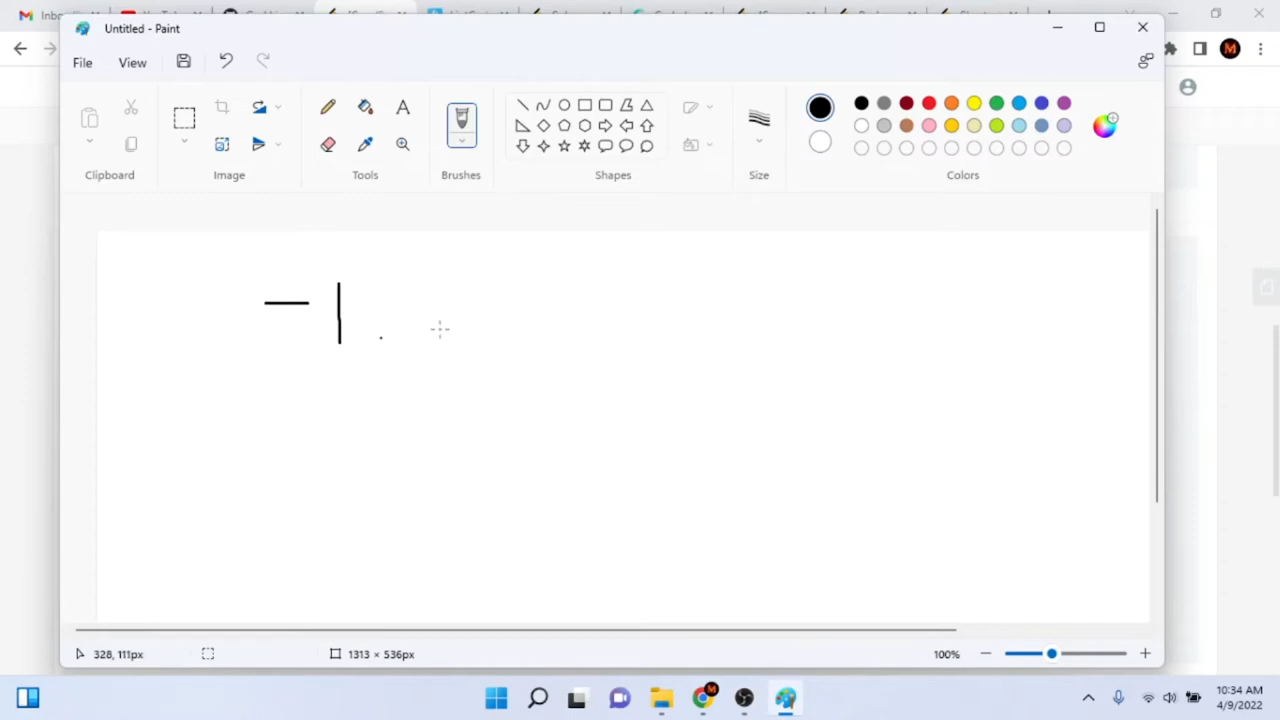 Inbo
Untitled - Paint
M
File View
Clipboard Image Tools Brushes Shapes Size Colors
— | .
328, 111px 1313 × 536px 100%
10:34 AM
4/9/2022